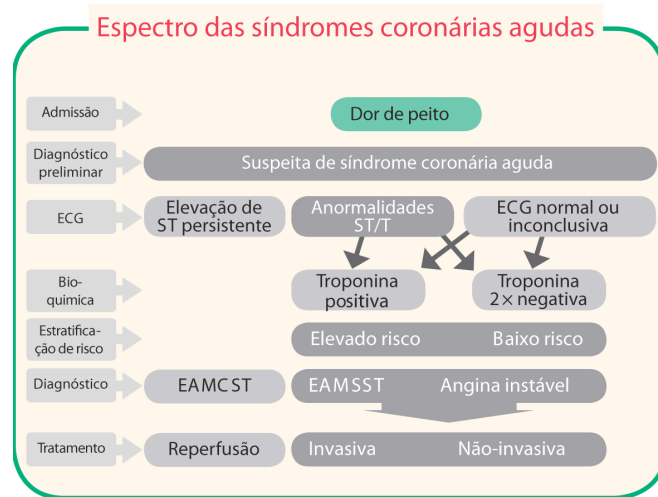 Espectro das síndromes coronárias agudas
Admissão
Dor de peito
Diagnóstico
preliminar
Suspeita de síndrome coronária aguda
ECG
Elevação de
ST persistente
Anormalidades
ST/T
ECG normal ou
inconclusiva
Bio-
quimica
Troponina
positiva
Troponina
2× negativa
Estratifica-
ção de risco
Elevado risco
Baixo risco
Diagnóstico
EAMCST
EAMSST
Angina instável
Tratamento
Reperfusão
Invasiva
Não-invasiva